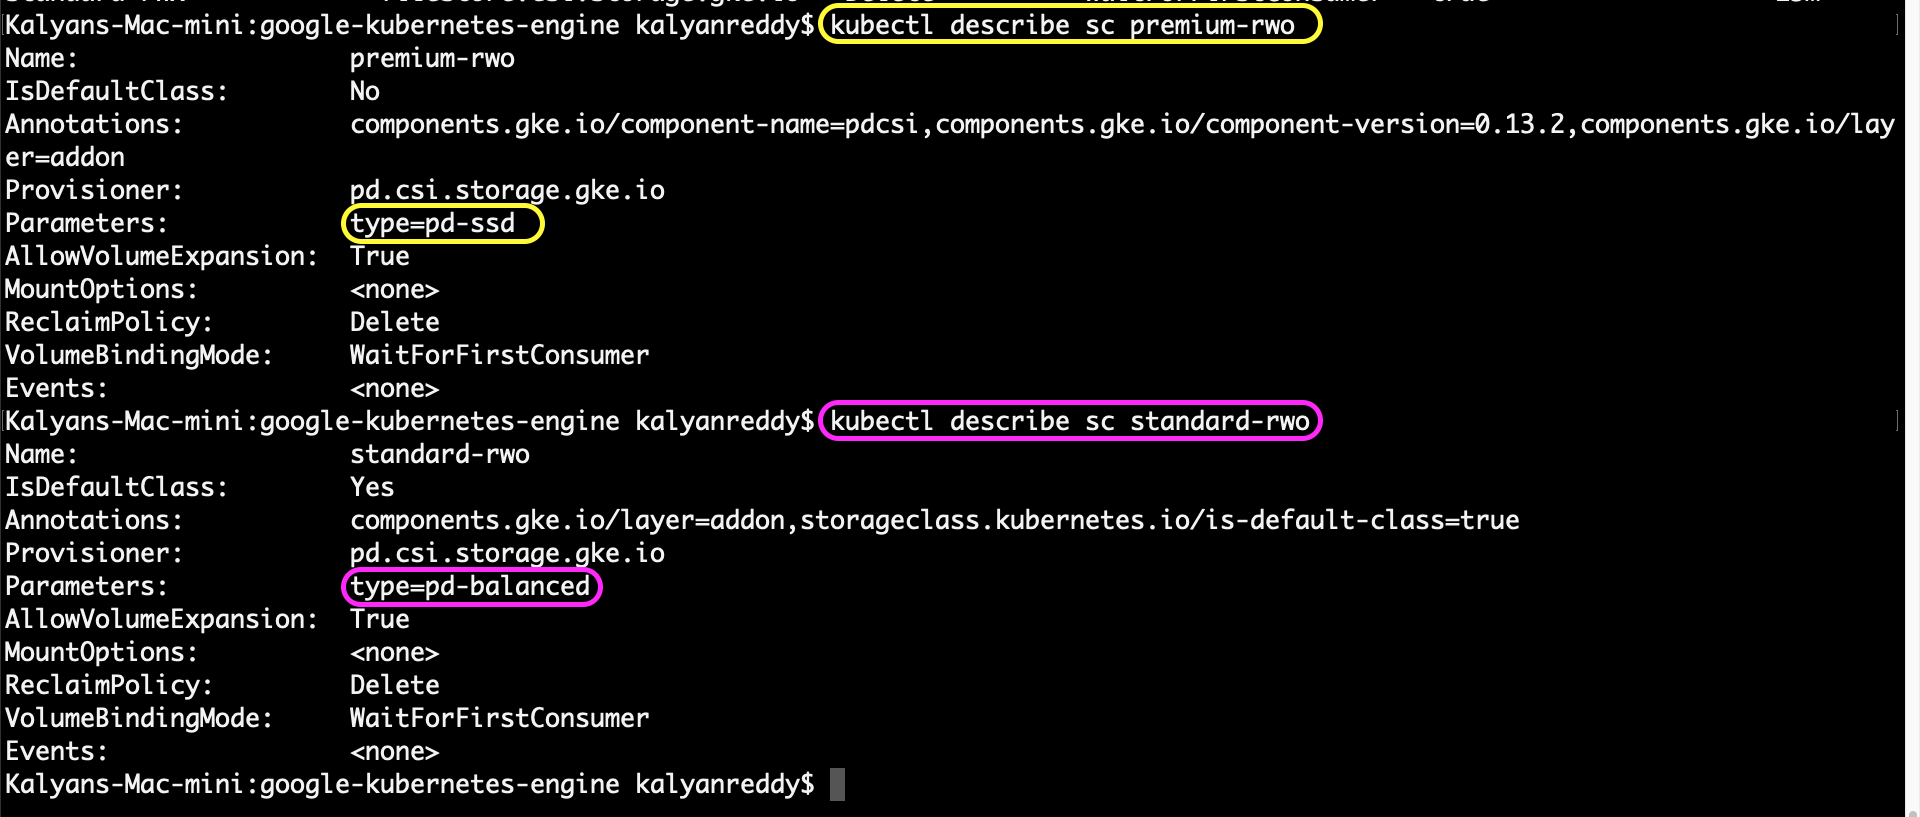 Kalyans-Mac-mini:google-kubernetes-engine kalyanreddy$ kubectl describe sc premium-rwo
Name:                  premium-rwo
IsDefaultClass:        No
Annotations:           components.gke.io/component-name=pdcsi,components.gke.io/component-version=0.13.2,components.gke.io/lay
er=addon
Provisioner:           pd.csi.storage.gke.io
Parameters:            type=pd-ssd
AllowVolumeExpansion:  True
MountOptions:          <none>
ReclaimPolicy:         Delete
VolumeBindingMode:     WaitForFirstConsumer
Events:                <none>
Kalyans-Mac-mini:google-kubernetes-engine kalyanreddy$ kubectl describe sc standard-rwo
Name:                  standard-rwo
IsDefaultClass:        Yes
Annotations:           components.gke.io/layer=addon,storageclass.kubernetes.io/is-default-class=true
Provisioner:           pd.csi.storage.gke.io
Parameters:            type=pd-balanced
AllowVolumeExpansion:  True
MountOptions:          <none>
ReclaimPolicy:         Delete
VolumeBindingMode:     WaitForFirstConsumer
Events:                <none>
Kalyans-Mac-mini:google-kubernetes-engine kalyanreddy$